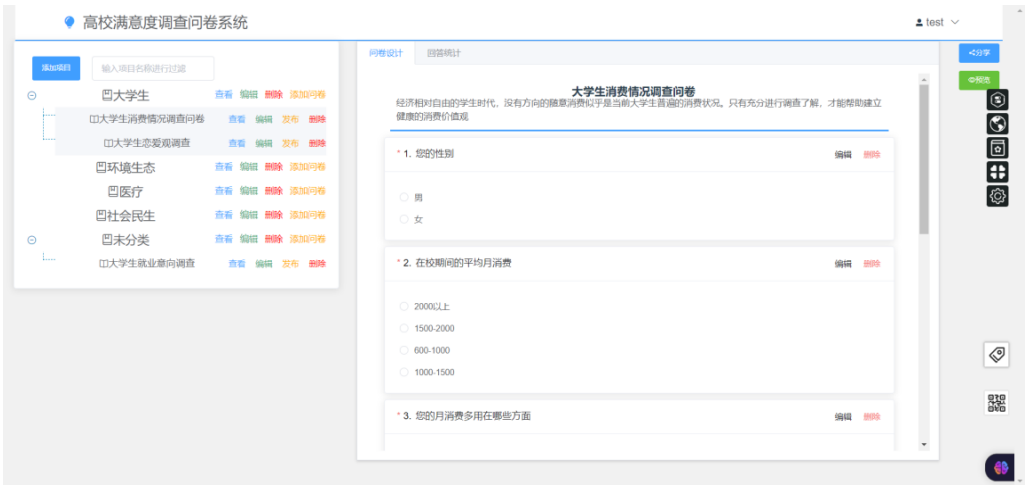 高校满意度调查问卷系统
test
添加项目
输入项目名称进行过滤
大学生 查看 编辑 删除 添加问卷
大学生消费情况调查问卷 查看 编辑 发布 删除
大学生恋爱观调查 查看 编辑 发布 删除
环境生态 查看 编辑 删除 添加问卷
医疗 查看 编辑 删除 添加问卷
社会民生 查看 编辑 删除 添加问卷
未分类 查看 编辑 删除 添加问卷
大学生就业意向调查 查看 编辑 发布 删除
问卷设计 回答统计
大学生消费情况调查问卷
经济相对自由的学生时代，没有方向的随意消费似乎是当前大学生普遍的消费状况。只有充分进行调查了解，才能帮助建立
健康的消费价值观
* 1. 您的性别 编辑 删除
男
女
* 2. 在校期间的平均月消费 编辑 删除
2000以上
1500-2000
600-1000
1000-1500
* 3. 您的月消费多用在哪些方面 编辑 删除
分享
预览